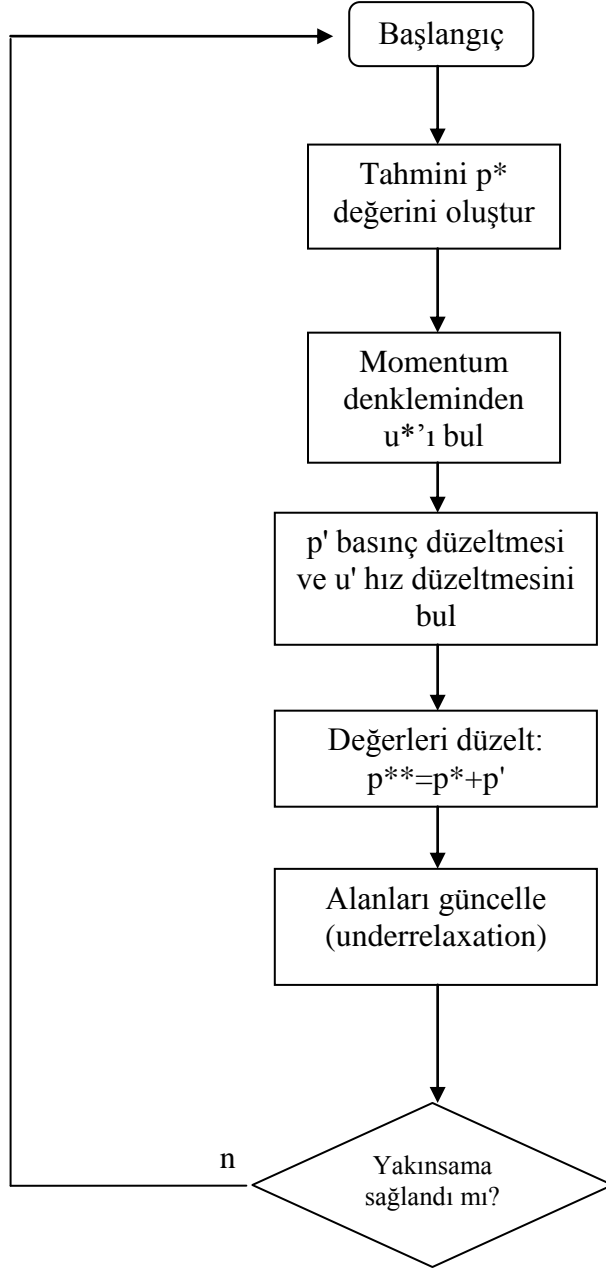 Başlangıç
Tahmini p*
değerini oluştur
Momentum
denkleminden
u*’ı bul
p' basınç düzeltmesi
ve u' hız düzeltmesini
bul
Değerleri düzelt:
p**=p*+p'
Alanları güncelle
(underrelaxation)
n
Yakınsama
sağlandı mı?